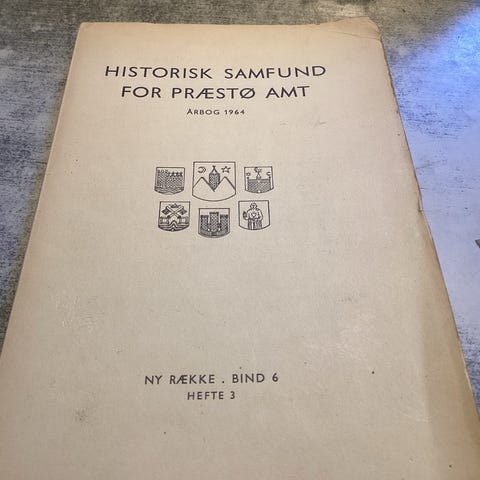 HISTORISK SAMFUND
FOR PRÆSTØ AMT
ÅRBOG 1964
NY RÆKKE . BIND 6
HEFTE 3